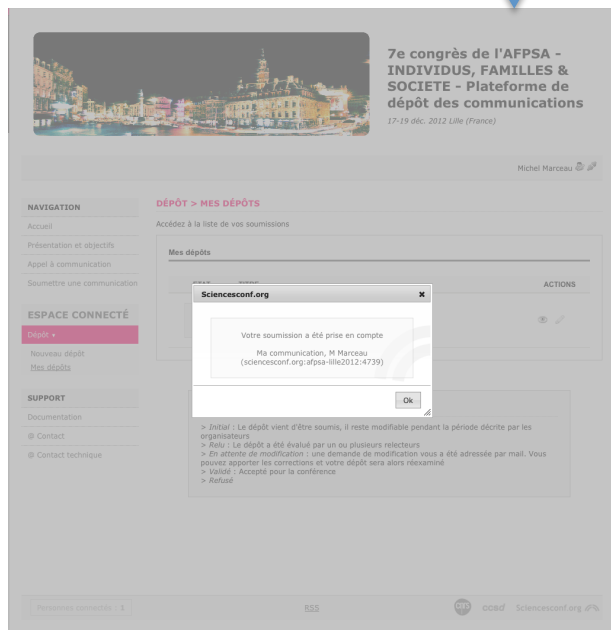 7e congrès de l'AFPSA -
INDIVIDUS, FAMILLES &
SOCIETE - Plateforme de
dépôt des communications
17-19 déc. 2012 Lille (France)
Michel Marceau
NAVIGATION
Accueil
Présentation et objectifs
Appel à communication
Soumettre une communication
ESPACE CONNECTÉ
Dépôt
Nouveau dépôt
Mes dépôts
SUPPORT
Documentation
@ Contact
@ Contact technique
DÉPÔT > MES DÉPÔTS
Accédez à la liste de vos soumissions
Mes dépôts
ETAT TITRE ACTIONS
Sciencesconf.org
Votre soumission a été prise en compte
Ma communication, M Marceau
(sciencesconf.org:afpsa-lille2012:4739)
Ok
> Initial : Le dépôt vient d'être soumis, il reste modifiable pendant la période décrite par les
organisateurs
> Relu : Le dépôt a été évalué par un ou plusieurs relecteurs
> En attente de modification : une demande de modification vous a été adressée par mail. Vous
pouvez apporter les corrections et votre dépôt sera alors réexaminé
> Validé : Accepté pour la conférence
> Refusé
Personnes connectés : 1
RSS
cnrs ccsd Sciencesconf.org